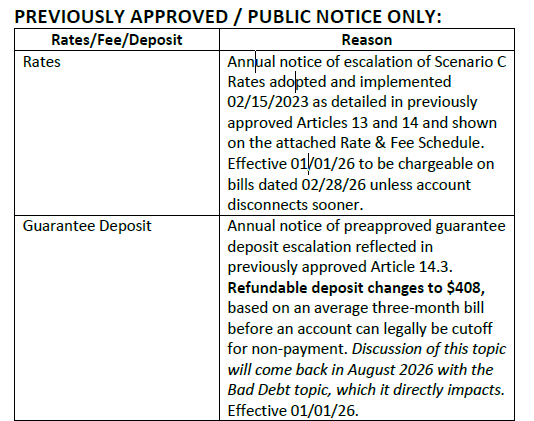 PREVIOUSLY APPROVED / PUBLIC NOTICE ONLY:
Rates/Fee/Deposit
Reason
Rates
Annual notice of escalation of Scenario C
Rates adopted and implemented
02/15/2023 as detailed in previously
approved Articles 13 and 14 and shown
on the attached Rate & Fee Schedule.
Effective 01/01/26 to be chargeable on
bills dated 02/28/26 unless account
disconnects sooner.
Guarantee Deposit
Annual notice of preapproved guarantee
deposit escalation reflected in
previously approved Article 14.3.
Refundable deposit changes to $408,
based on an average three-month bill
before an account can legally be cutoff
for non-payment. Discussion of this topic
will come back in August 2026 with the
Bad Debt topic, which it directly impacts.
Effective 01/01/26.